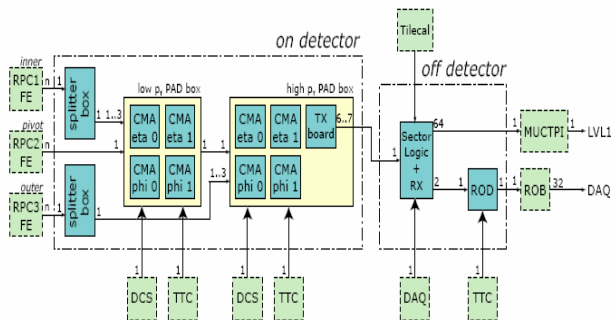 Tilecal
on detector
off detector
inner
RPC1
FE
n
1
splitter
box
1
1..3
low p, PAD box
CMA
eta 0
CMA
eta 1
CMA
phi 0
CMA
phi 1
high p, PAD box
CMA
eta 0
CMA
eta 1
TX
board
6..7
CMA
phi 0
CMA
phi 1
pivot
RPC2
FE
n
1
1
1
1..3
outer
RPC3
FE
n
1
splitter
box
1
1
Sector
Logic
+
RX
64
1
MUCTPI
1
LVL1
2
1
ROD
1
1
ROB
32
DAQ
1
DCS
1
TTC
1
DCS
1
TTC
1
DAQ
1
TTC